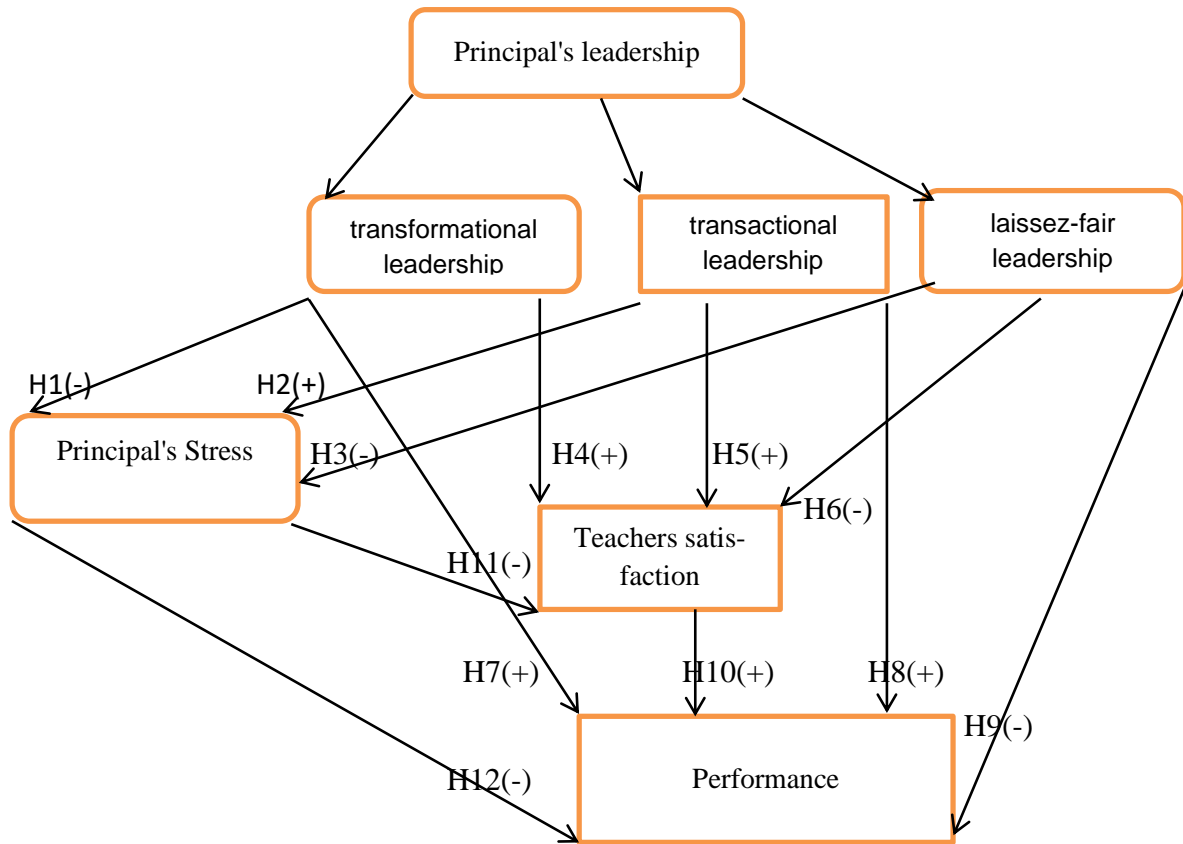 Principal's leadership
transformational
leadership
transactional
leadership
laissez-fair
leadership
H1(-)
H2(+)
Principal's Stress
H3(-)
H4(+)
H5(+)
H6(-)
Teachers satis-
faction
H11(-)
H7(+)
H10(+)
H8(+)
H9(-)
H12(-)
Performance